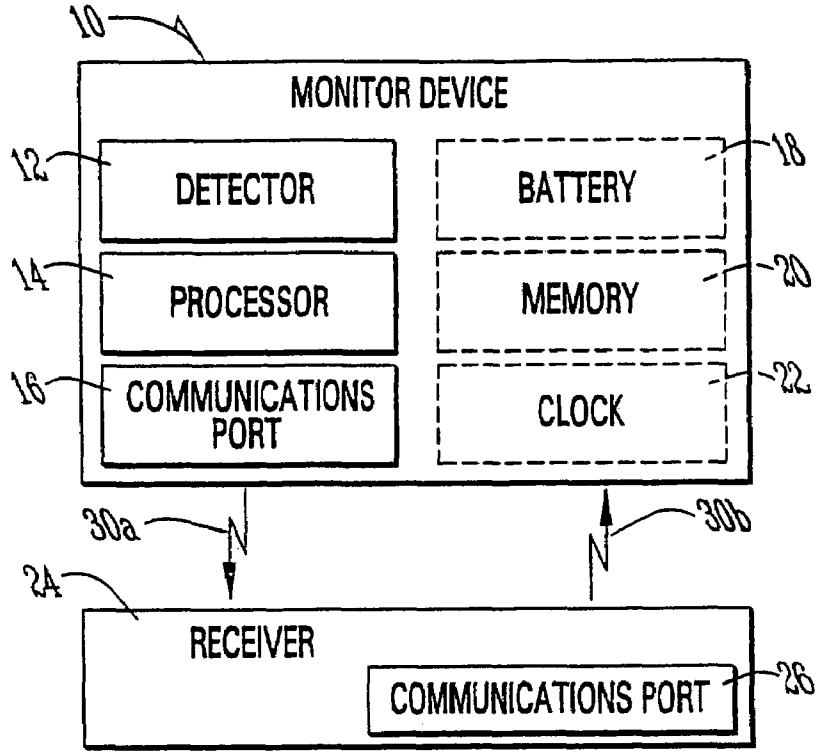 10
MONITOR DEVICE
12
DETECTOR
BATTERY
18
14
PROCESSOR
MEMORY
20
16
COMMUNICATIONS
PORT
CLOCK
22
30a
30b
24
RECEIVER
COMMUNICATIONS PORT
26